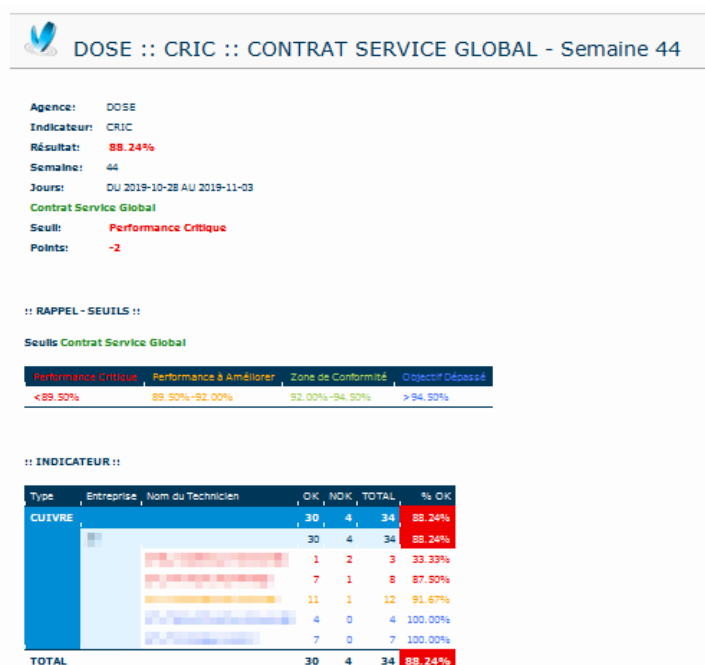 DOSE :: CRIC :: CONTRAT SERVICE GLOBAL - Semaine 44
Agence: DOSE
Indicateur: CRIC
Résultat: 88.24%
Semaine: 44
Jours: DU 2019-10-28 AU 2019-11-03
Contrat Service Global
Seuil: Performance Critique
Points: -2
:: RAPPEL - SEUILS ::
Seuils Contrat Service Global
Performance Critique Performance à Améliorer Zone de Conformité Objectif Dépassé
<89.50% 89.50%-92.00% 92.00%-94.50% >94.50%
:: INDICATEUR ::
Type Entreprise Nom du Technicien OK NOK TOTAL % OK
CUIVRE 30 4 34 88.24%
30 4 34 88.24%
1 2 3 33.33%
7 1 8 87.50%
11 1 12 91.67%
4 0 4 100.00%
7 0 7 100.00%
TOTAL 30 4 34 88.24%